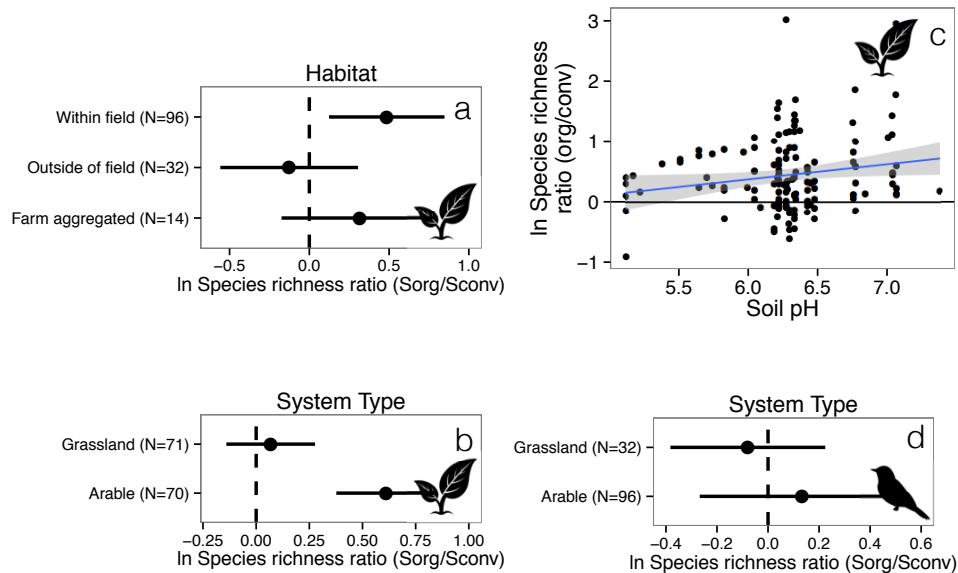 Habitat
a
Within field (N=96)
Outside of field (N=32)
Farm aggregated (N=14)
−0.5 0.0 0.5 1.0
ln Species richness ratio (Sorg/Sconv)
c
ln Species richness
ratio (org/conv)
3
2
1
0
−1
5.5 6.0 6.5 7.0
Soil pH
System Type
b
Grassland (N=71)
Arable (N=70)
−0.25 0.00 0.25 0.50 0.75 1.00
ln Species richness ratio (Sorg/Sconv)
System Type
d
Grassland (N=32)
Arable (N=96)
−0.4 −0.2 0.0 0.2 0.4 0.6
ln Species richness ratio (Sorg/Sconv)